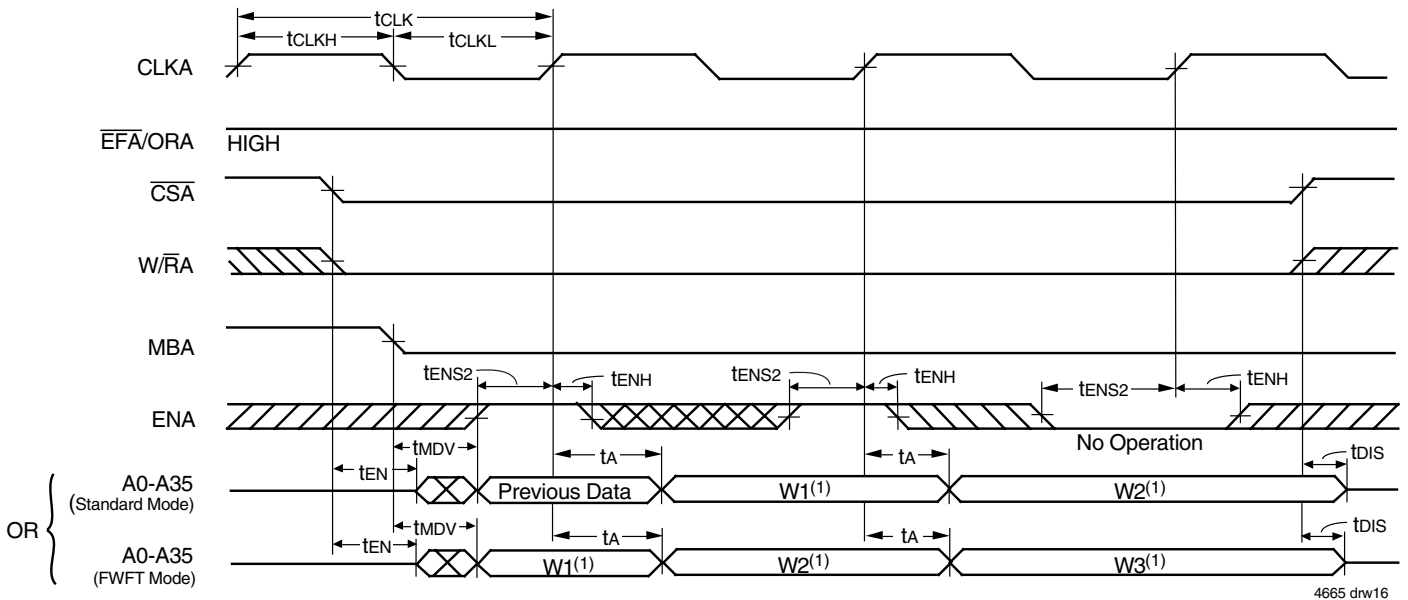 tCLK
tCLKH tCLKL
CLKA
EFA/ORA HIGH
CSA
W/RA
MBA
tENS2 tENH tENS2 tENH tENS2 tENH
ENA
No Operation
tMDV
tEN tA tA tDIS
A0-A35
(Standard Mode)
Previous Data W1(1) W2(1)
OR
tMDV
tEN tA tA tDIS
A0-A35
(FWFT Mode)
W1(1) W2(1) W3(1)
4665 drw16